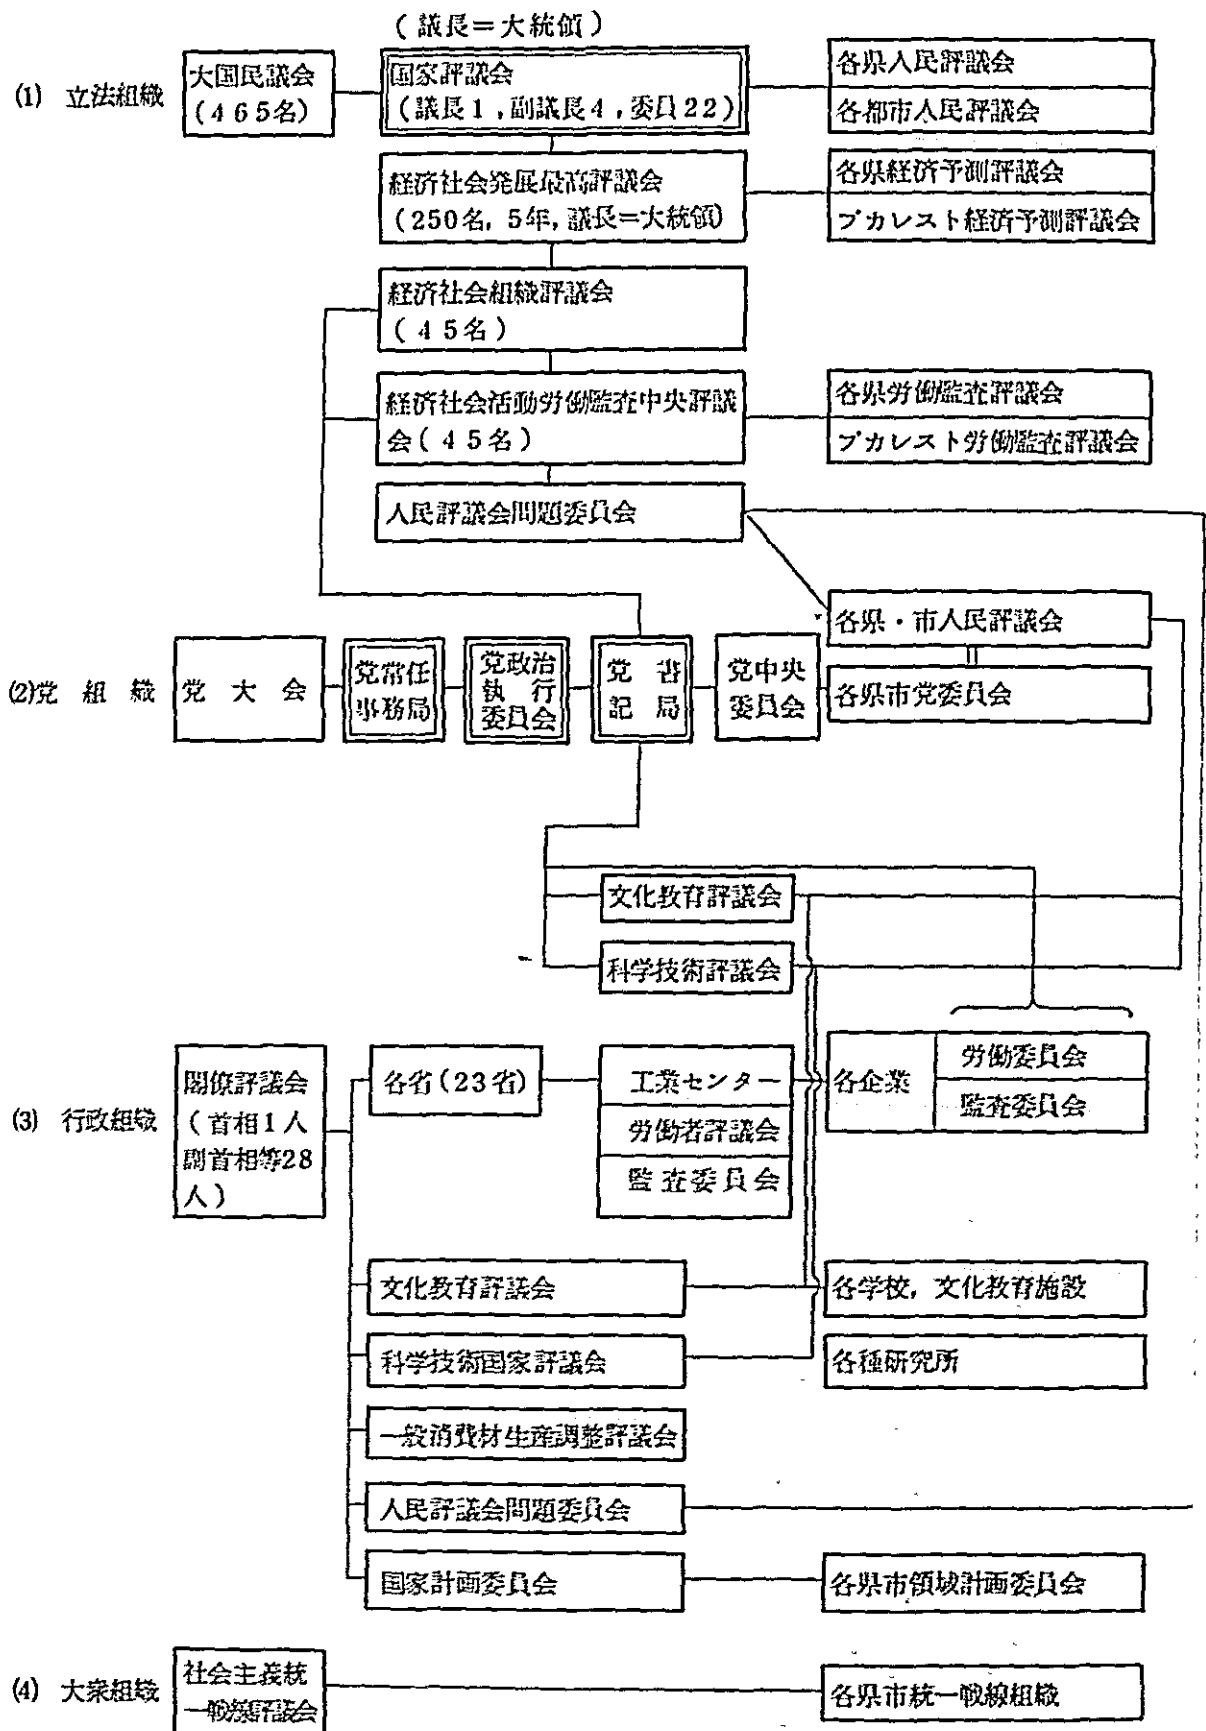 (議長=大統領)
(1) 立法組織
大国民議会
(465名)
国家評議会
(議長1,副議長4,委員22)
各県人民評議会
各都市人民評議会
経済社会発展最高評議会
(250名, 5年, 議長=大統領)
各県経済予測評議会
ブカレスト経済予測評議会
経済社会組織評議会
(45名)
経済社会活動労働監査中央評議
会(45名)
各県労働監査評議会
ブカレスト労働監査評議会
人民評議会問題委員会
各県・市人民評議会
(2)党組織
党大会
党常任
事務局
党政治
執行
委員会
党書
記局
党中央
委員会
各県市党委員会
文化教育評議会
科学技術評議会
(3) 行政組織
閣僚評議会
(首相1人
副首相等28
人)
各省(23省)
工業センター
労働者評議会
監査委員会
各企業
労働委員会
監査委員会
文化教育評議会
各学校, 文化教育施設
科学技術国家評議会
各種研究所
一般消費材生産調整評議会
人民評議会問題委員会
国家計画委員会
各県市領域計画委員会
(4) 大衆組織
社会主義統
一戦線評議会
各県市統一戦線組織